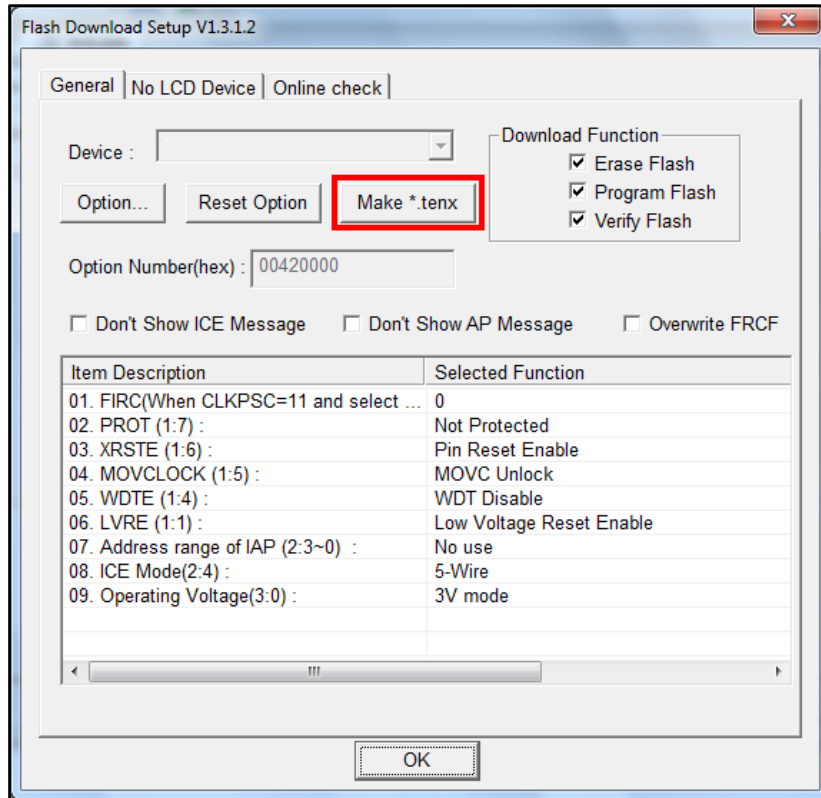 Flash Download Setup V1.3.1.2
General No LCD Device Online check
Device :
Download Function
Erase Flash
Program Flash
Verify Flash
Option... Reset Option Make *.tenx
Option Number(hex) : 00420000
Don't Show ICE Message Don't Show AP Message Overwrite FRCF
Item Description Selected Function
01. FIRC(When CLKPSC=11 and select ... 0
02. PROT (1:7) : Not Protected
03. XRSTE (1:6) : Pin Reset Enable
04. MOVCLOCK (1:5) : MOVC Unlock
05. WDTE (1:4) : WDT Disable
06. LVRE (1:1) : Low Voltage Reset Enable
07. Address range of IAP (2:3~0) : No use
08. ICE Mode(2:4) : 5-Wire
09. Operating Voltage(3:0) : 3V mode
OK